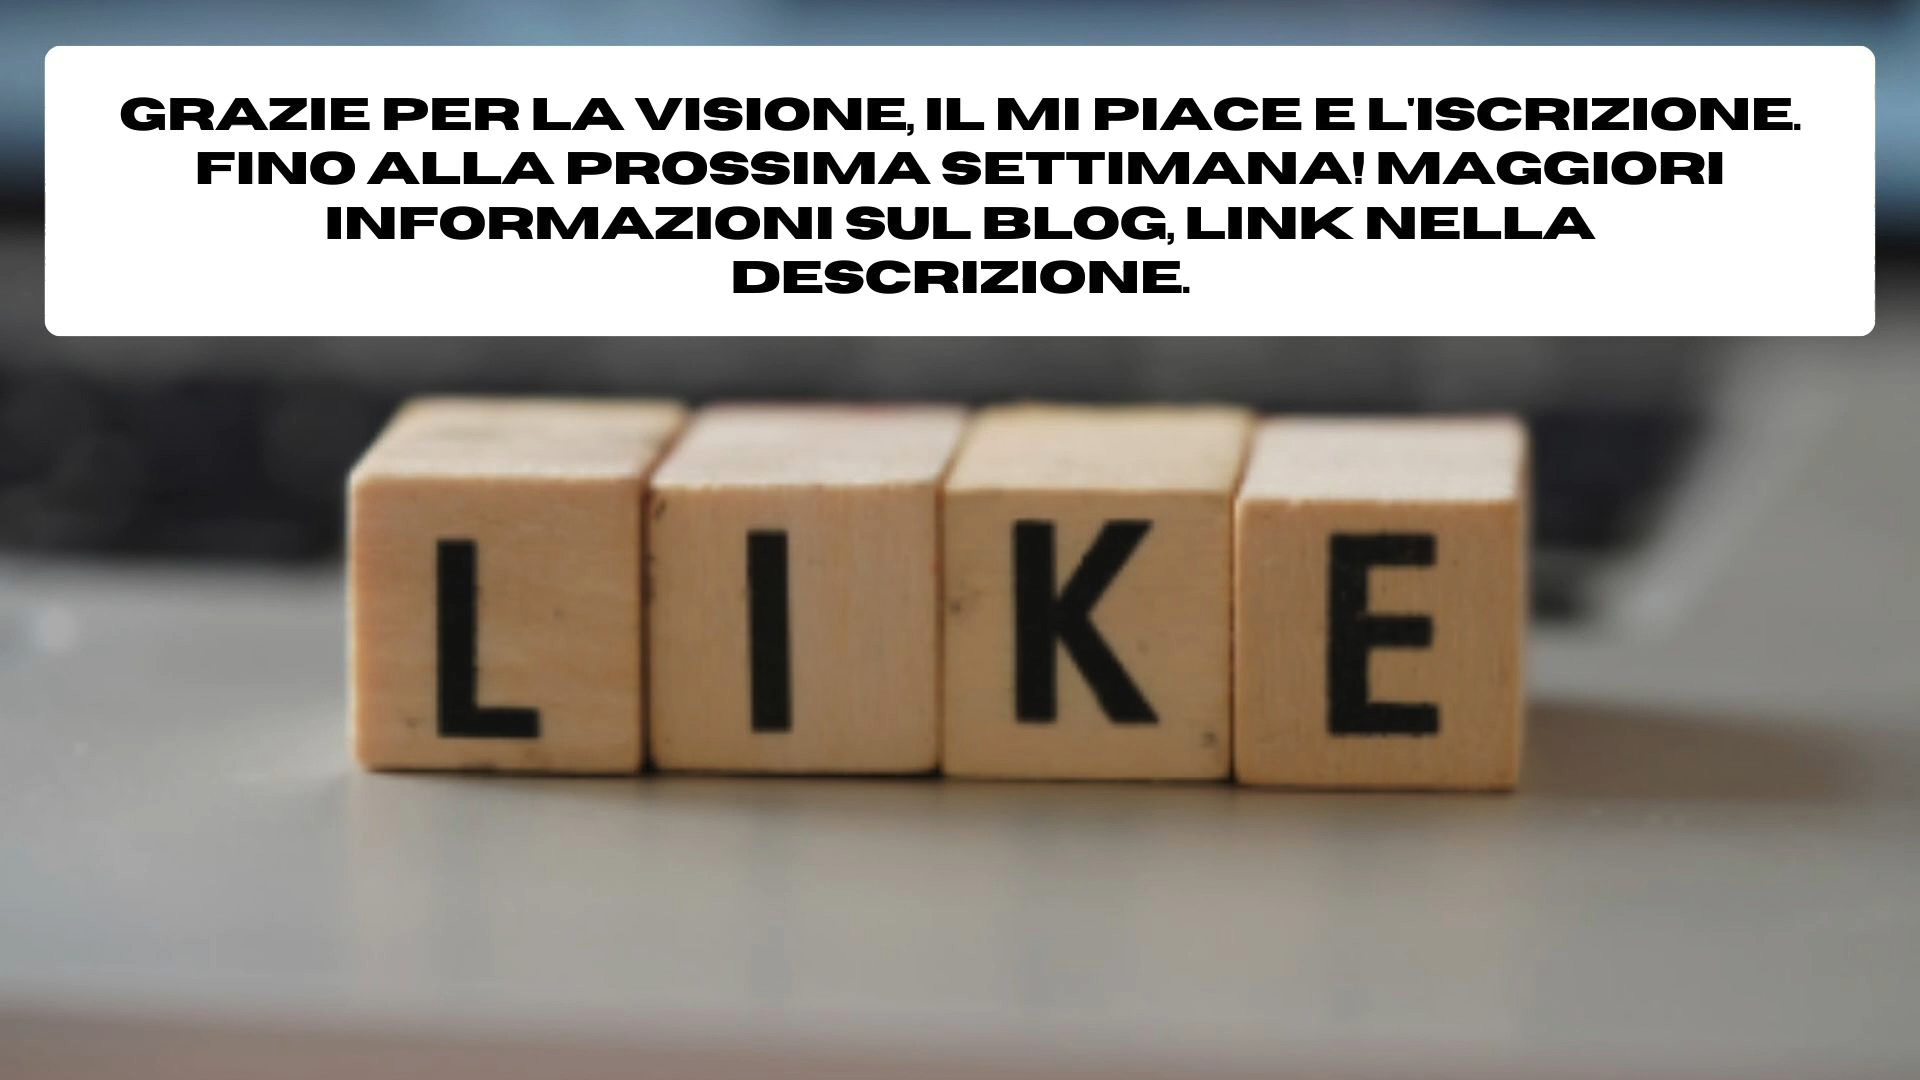 GRAZIE PER LA VISIONE, IL MI PIACE E L'ISCRIZIONE.
FINO ALLA PROSSIMA SETTIMANA! MAGGIORI
INFORMAZIONI SUL BLOG, LINK NELLA
DESCRIZIONE.
LIKE